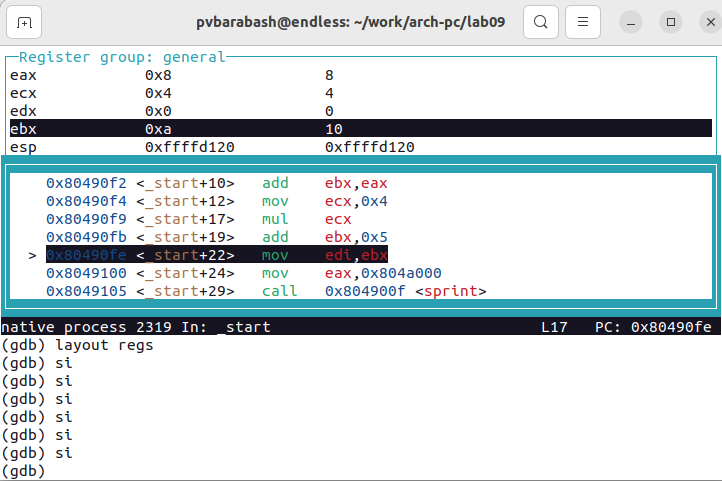 pvbarabash@endless: ~/work/arch-pc/lab09
Register group: general
eax 0x8 8
ecx 0x4 4
edx 0x0 0
ebx 0xa 10
esp 0xffffd120 0xffffd120
0x80490f2 <_start+10> add ebx,eax
0x80490f4 <_start+12> mov ecx,0x4
0x80490f9 <_start+17> mul ecx
0x80490fb <_start+19> add ebx,0x5
> 0x80490fe <_start+22> mov edi,ebx
0x8049100 <_start+24> mov eax,0x804a000
0x8049105 <_start+29> call 0x804900f <sprint>
native process 2319 In: _start L17 PC: 0x80490fe
(gdb) layout regs
(gdb) si
(gdb) si
(gdb) si
(gdb) si
(gdb) si
(gdb) si
(gdb)